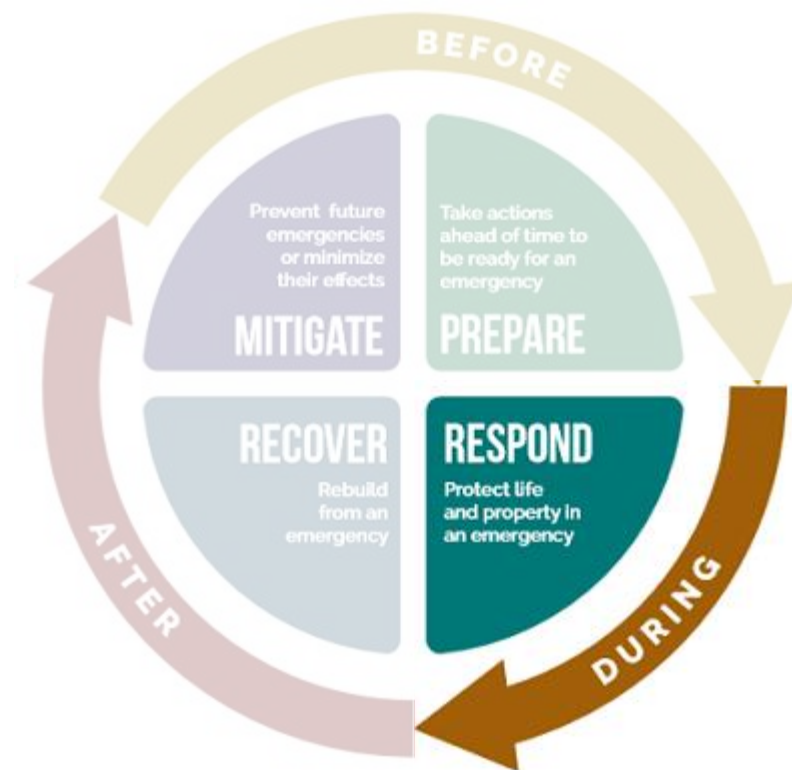 BEFORE
Prevent future
emergencies
or minimize
their effects
MITIGATE
Take actions
ahead of time to
be ready for an
emergency
PREPARE
RECOVER
Rebuild
from an
emergency
RESPOND
Protect life
and property in
an emergency
AFTER
DURING